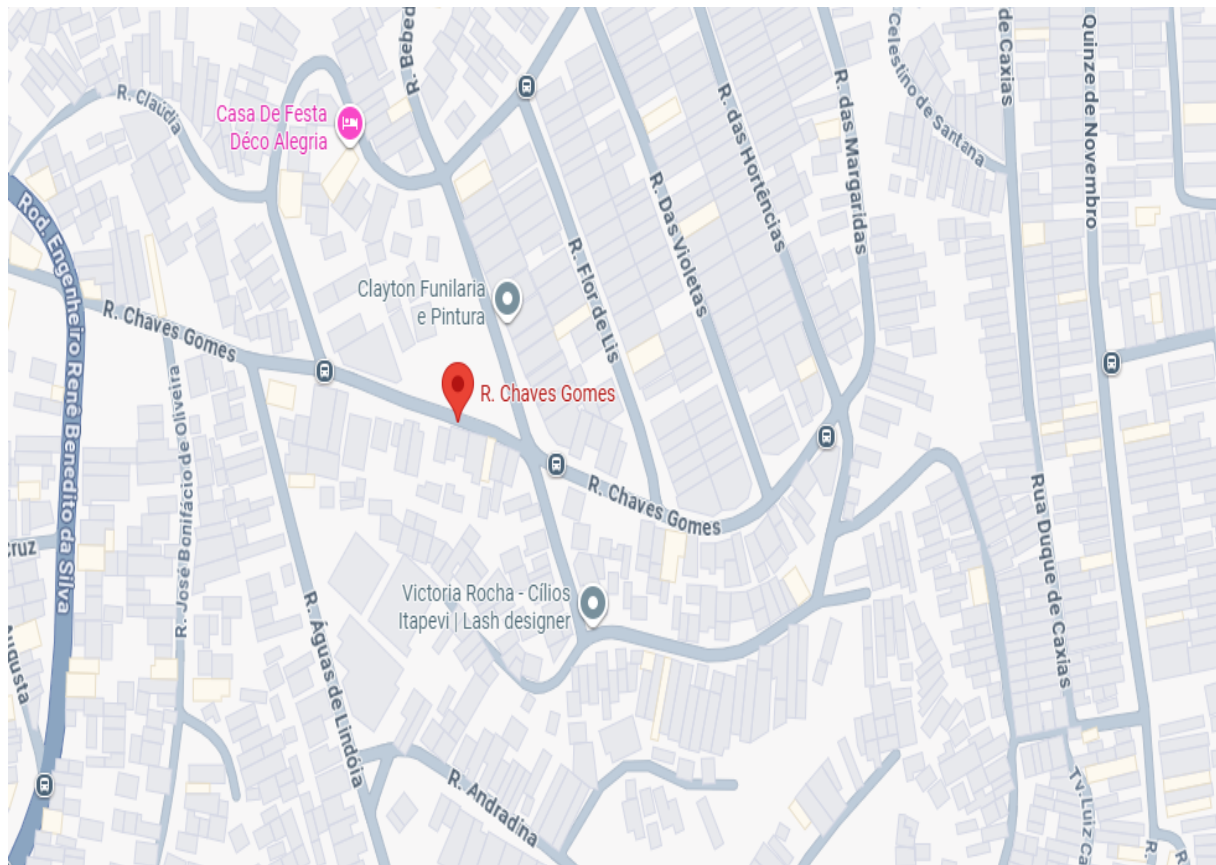 R. Cláudia
Casa De Festa
Déco Alegria
R. Bebed
R. das Hortências
R. das Margaridas
Celestino de Santana
de Caxias
Quinze de Novembro
Rod. Engenheiro Renê Benedito da Silva
R. Chaves Gomes
Clayton Funilaria
e Pintura
R. Flor de Lis
R. Das Violetas
R. Chaves Gomes
R. José Bonifácio de Oliveira
R. Chaves Gomes
Rua Duque de Caxias
cruz
Augusta
R. Águas de Lindóia
Victoria Rocha - Cílios
Itapevi | Lash designer
R. Andradina
Tv. Luiz Ca
R
R